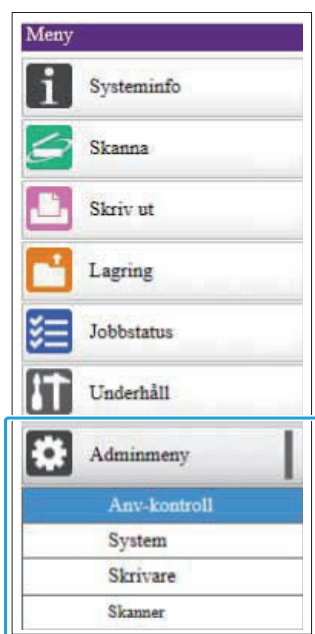 Meny
Systeminfo
Skanna
Skriv ut
Lagring
Jobbstatus
Underhåll
Adminmeny
Anv-kontroll
System
Skrivare
Skanner